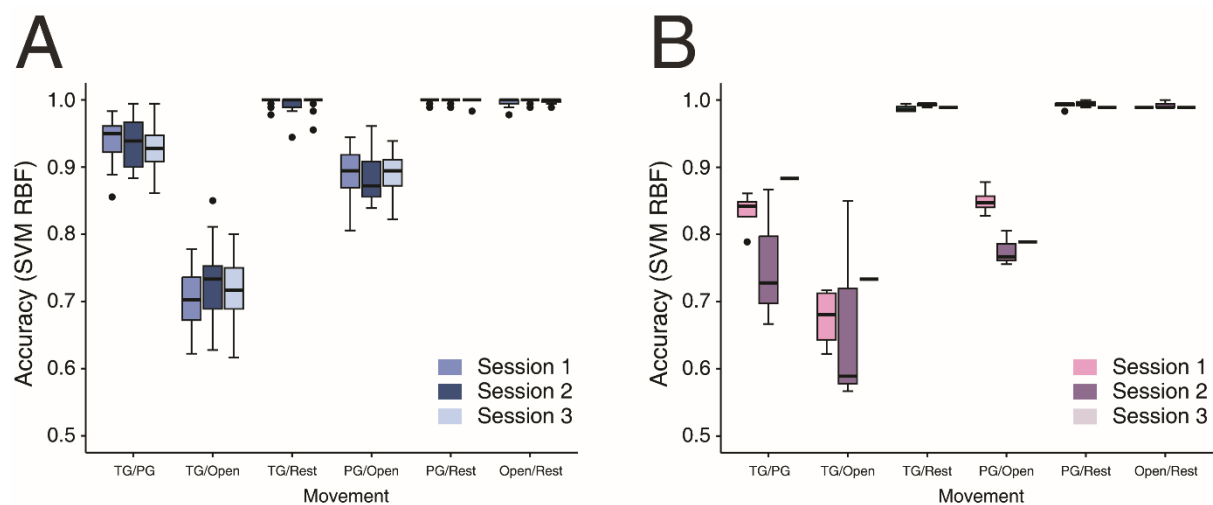 A
Accuracy (SVM RBF)
1.0
0.9
0.8
0.7
0.6
0.5
Session 1
Session 2
Session 3
TG/PG TG/Open TG/Rest PG/Open PG/Rest Open/Rest
Movement
B
Accuracy (SVM RBF)
1.0
0.9
0.8
0.7
0.6
0.5
Session 1
Session 2
Session 3
TG/PG TG/Open TG/Rest PG/Open PG/Rest Open/Rest
Movement